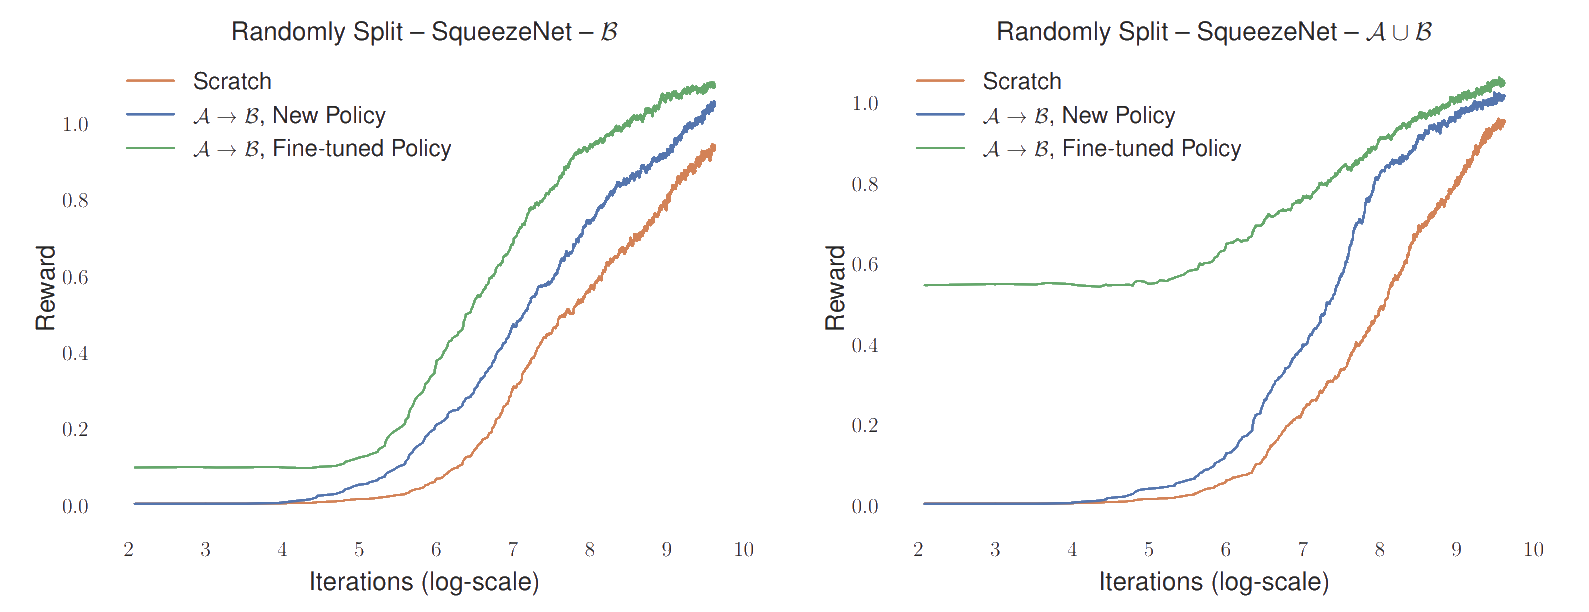 Randomly Split – SqueezeNet – ℬ
Scratch
𝒜 → ℬ, New Policy
𝒜 → ℬ, Fine-tuned Policy
1.0
0.8
0.6
0.4
0.2
0.0
Reward
2 3 4 5 6 7 8 9 10
Iterations (log-scale)
Randomly Split – SqueezeNet – 𝒜 ∪ ℬ
Scratch
𝒜 → ℬ, New Policy
𝒜 → ℬ, Fine-tuned Policy
1.0
0.8
0.6
0.4
0.2
0.0
Reward
2 3 4 5 6 7 8 9 10
Iterations (log-scale)